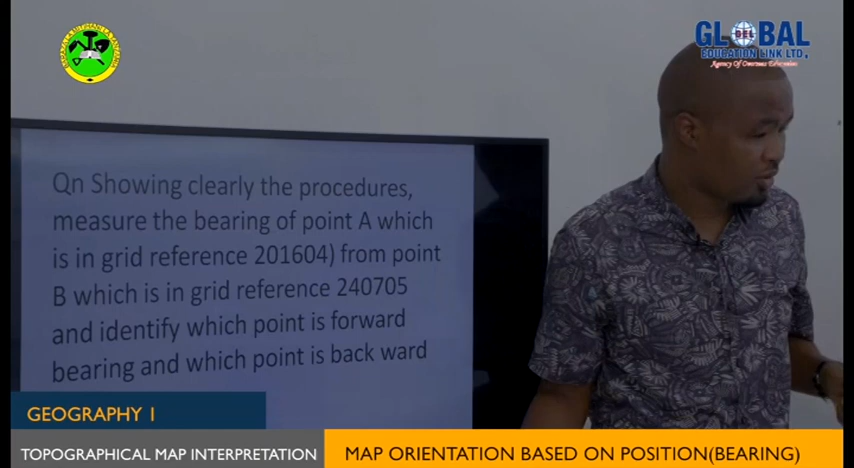 GLOBAL
EDUCATION LINK LTD,
Agency Of Overseas Education
Qn Showing clearly the procedures,
measure the bearing of point A which
is in grid reference 201604) from point
B which is in grid reference 240705
and identify which point is forward
bearing and which point is back ward
GEOGRAPHY 1
TOPOGRAPHICAL MAP INTERPRETATION
MAP ORIENTATION BASED ON POSITION(BEARING)